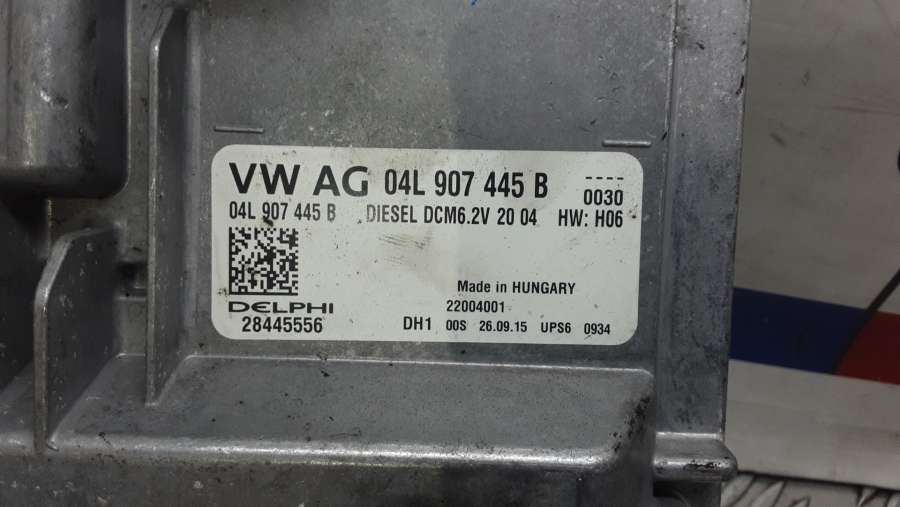 VW AG 04L 907 445 B ----
0030
04L 907 445 B DIESEL DCM6.2V 20 04 HW: H06
Made in HUNGARY
DELPHI 22004001
28445556 DH1 00S 26.09.15 UPS6 0934